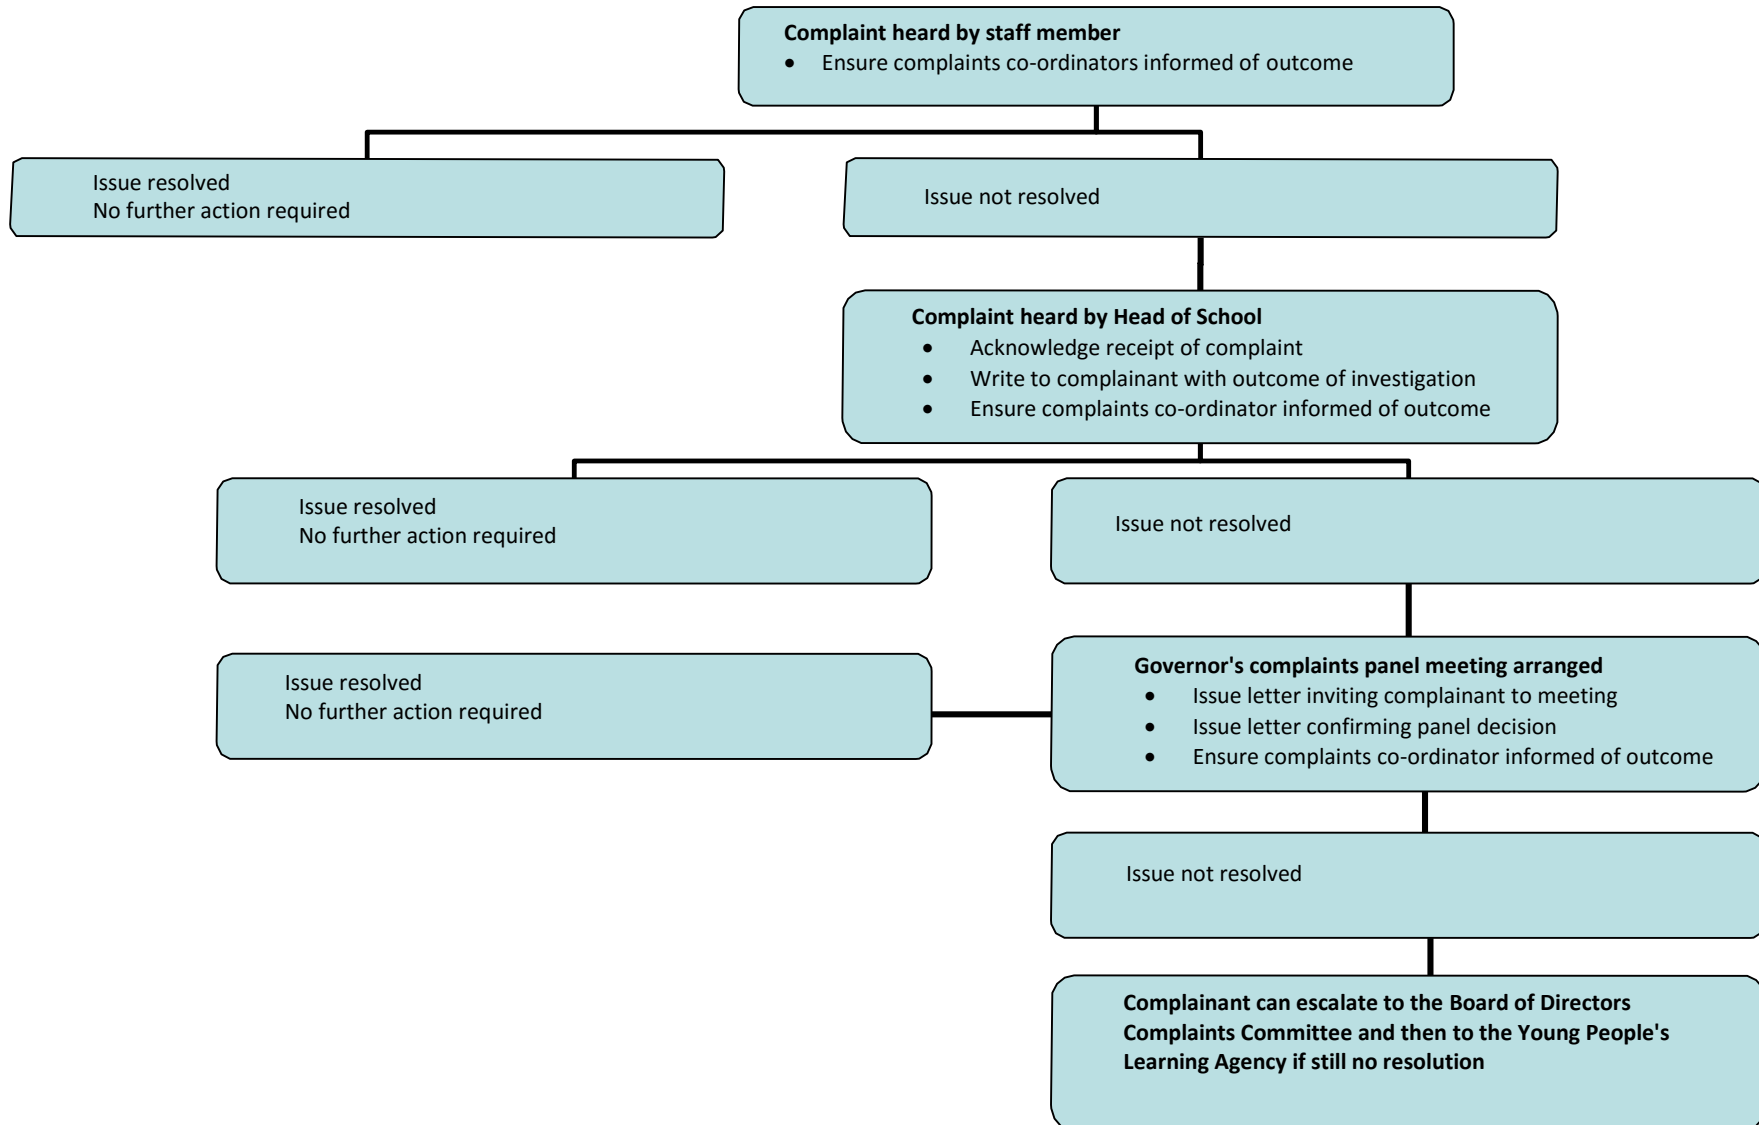 Complaint heard by staff member
• Ensure complaints co-ordinators informed of outcome
Issue resolved
No further action required
Issue not resolved
Complaint heard by Head of School
• Acknowledge receipt of complaint
• Write to complainant with outcome of investigation
• Ensure complaints co-ordinator informed of outcome
Issue resolved
No further action required
Issue not resolved
Issue resolved
No further action required
Governor's complaints panel meeting arranged
• Issue letter inviting complainant to meeting
• Issue letter confirming panel decision
• Ensure complaints co-ordinator informed of outcome
Issue not resolved
Complainant can escalate to the Board of Directors
Complaints Committee and then to the Young People's
Learning Agency if still no resolution